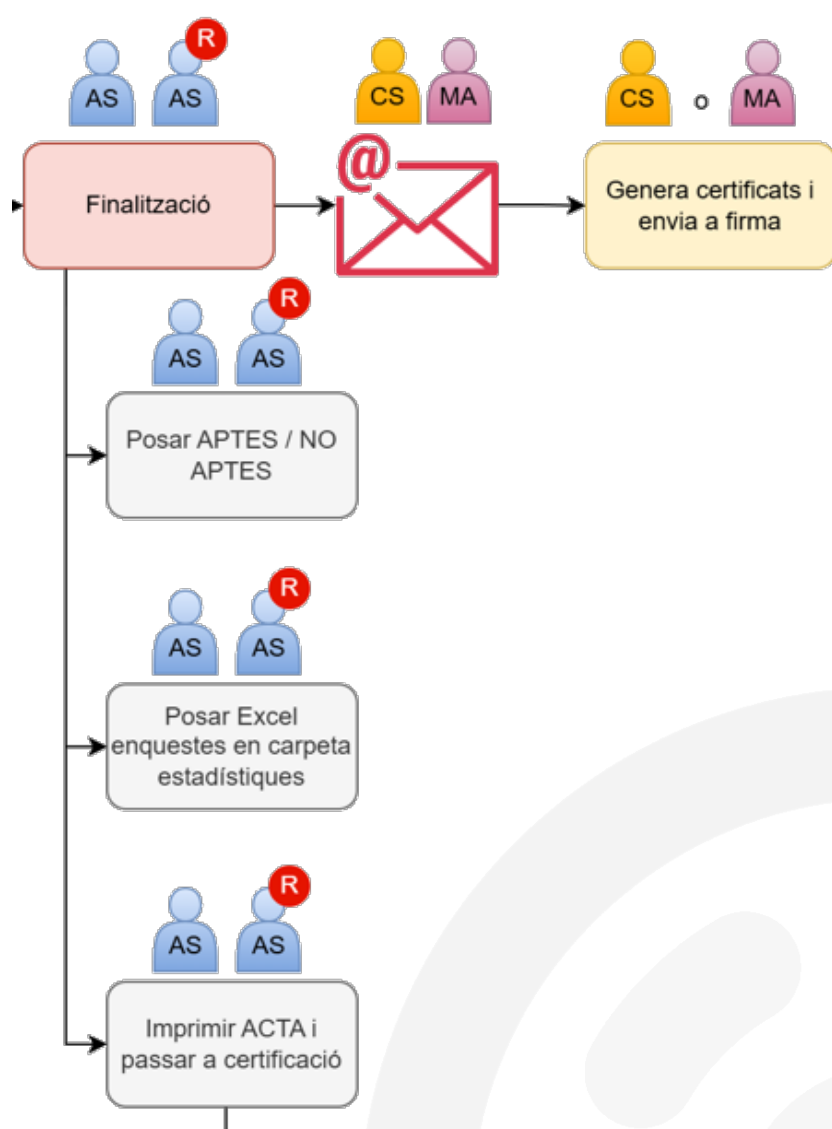 R
AS AS
CS MA
CS o MA
Finalització
@
Genera certificats i
envia a firma
R
AS AS
Posar APTES / NO
APTES
R
AS AS
Posar Excel
enquestes en carpeta
estadístiques
R
AS AS
Imprimir ACTA i
passar a certificació